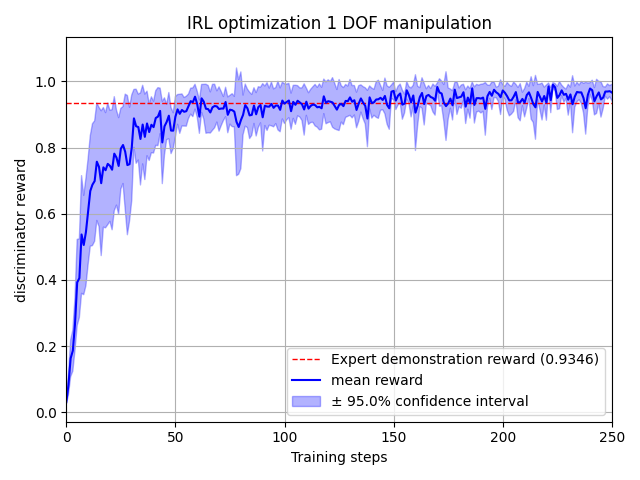 IRL optimization 1 DOF manipulation
discriminator reward
1.0
0.8
0.6
0.4
0.2
0.0
Expert demonstration reward (0.9346)
mean reward
± 95.0% confidence interval
0 50 100 150 200 250
Training steps